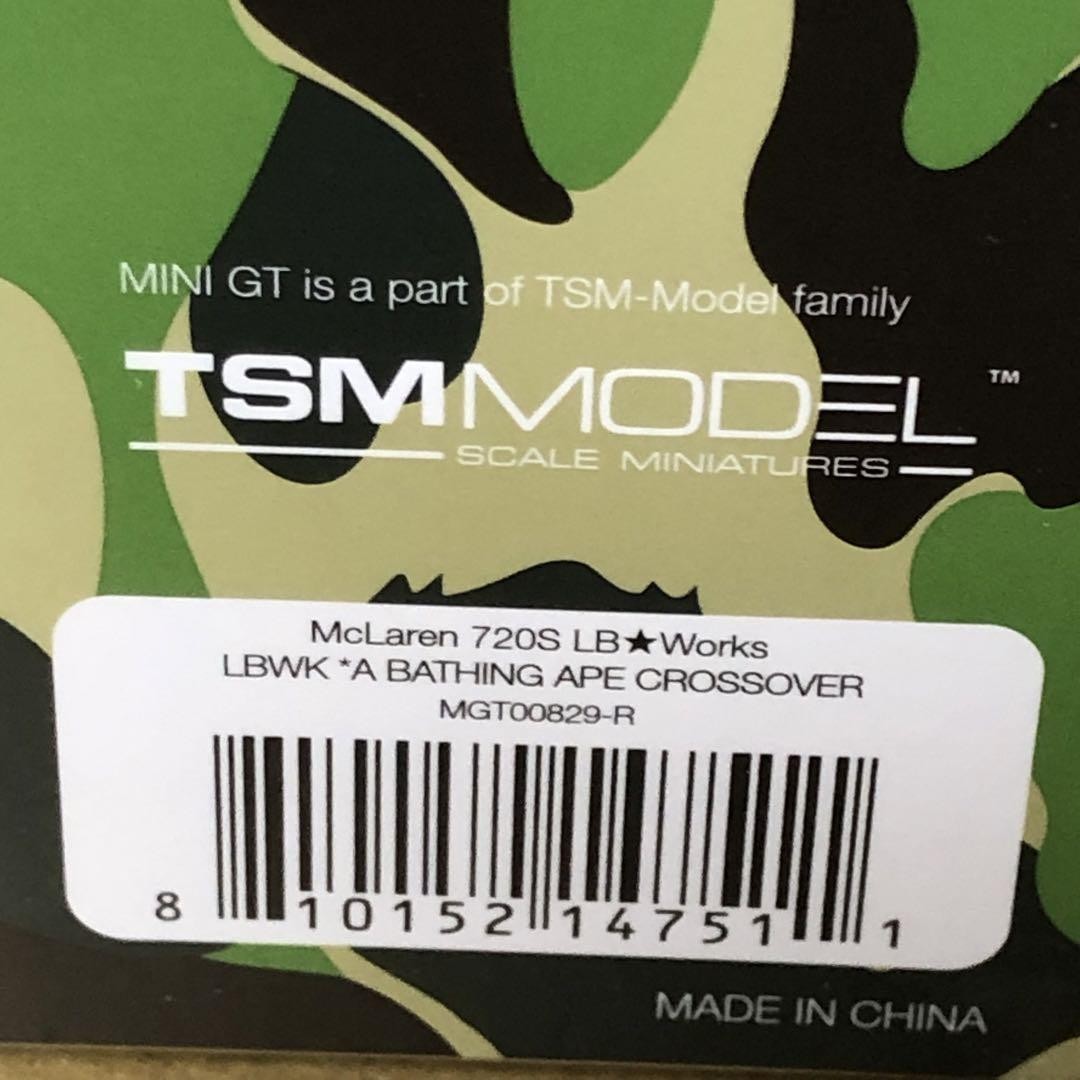 MINI GT is a part of TSM-Model family
TSMMODEL™
SCALE MINIATURES
McLaren 720S LB★Works
LBWK *A BATHING APE CROSSOVER
MGT00829-R
8 10152 14751 1
MADE IN CHINA